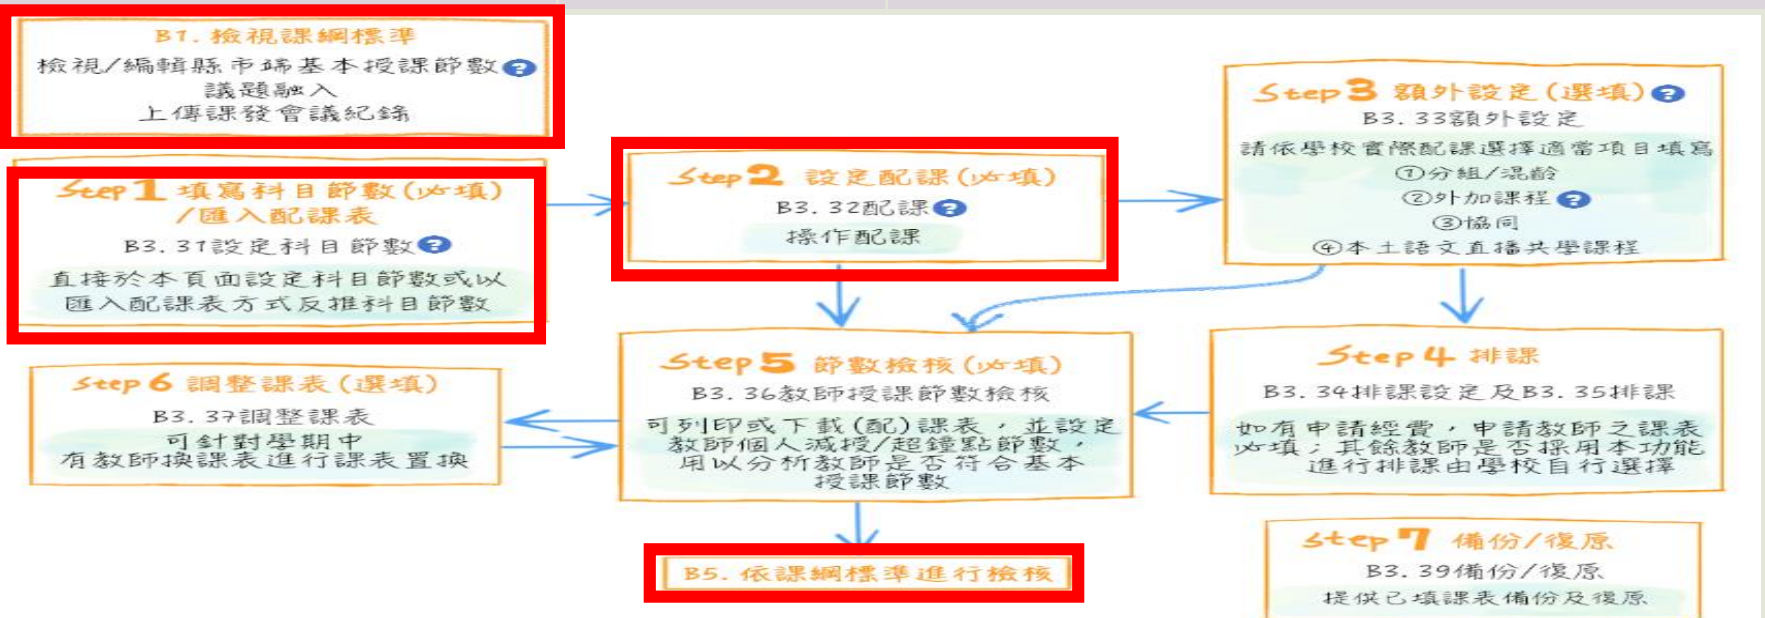 B1.檢視課綱標準
檢視/編輯縣市端基本授課節數?
議題融入
上傳課發會議紀錄
Step 1 填寫科目節數(必填)
/匯入配課表
B3.31設定科目節數?
直接於本頁面設定科目節數或以
匯入配課表方式反推科目節數
Step 2 設定配課(必填)
B3.32配課?
操作配課
Step 3 額外設定(選填)?
B3.33額外設定
請依學校實際配課選擇適當項目填寫
①分組/混齡
②外加課程?
③協同
④本土語文直播共學課程
Step 4 排課
B3.34排課設定及B3.35排課
如有申請經費，申請教師之課表
必填；其餘教師是否採用本功能
進行排課由學校自行選擇
Step 5 節數檢核(必填)
B3.36教師授課節數檢核
可列印或下載(配)課表，並設定
教師個人減授/超鐘點節數，
用以分析教師是否符合基本
授課節數
Step 6 調整課表(選填)
B3.37調整課表
可針對學期中
有教師換課表進行課表置換
B5.依課綱標準進行檢核
Step 7 備份/復原
B3.39備份/復原
提供已填課表備份及復原